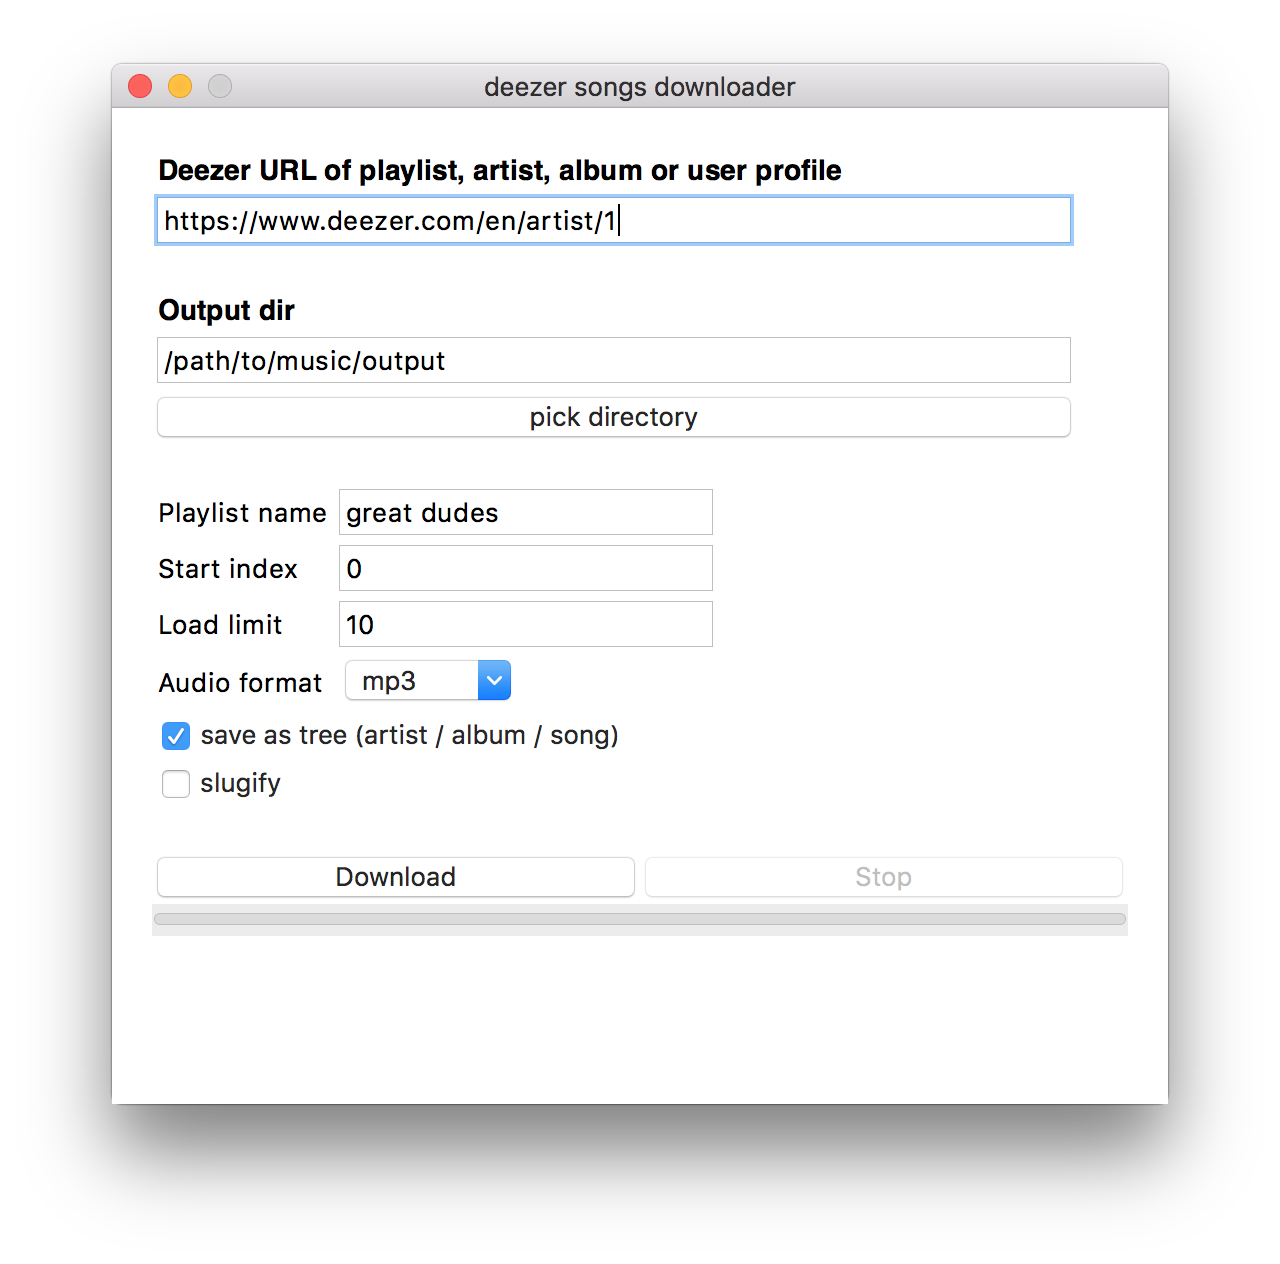 deezer songs downloader
Deezer URL of playlist, artist, album or user profile
https://www.deezer.com/en/artist/1
Output dir
/path/to/music/output
pick directory
Playlist name great dudes
Start index 0
Load limit 10
Audio format mp3
save as tree (artist / album / song)
slugify
Download Stop